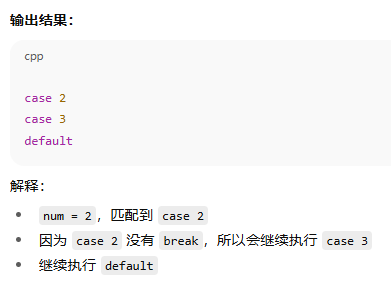 输出结果：
cpp
case 2
case 3
default
解释：
num = 2，匹配到 case 2
因为 case 2 没有 break，所以会继续执行 case 3
继续执行 default